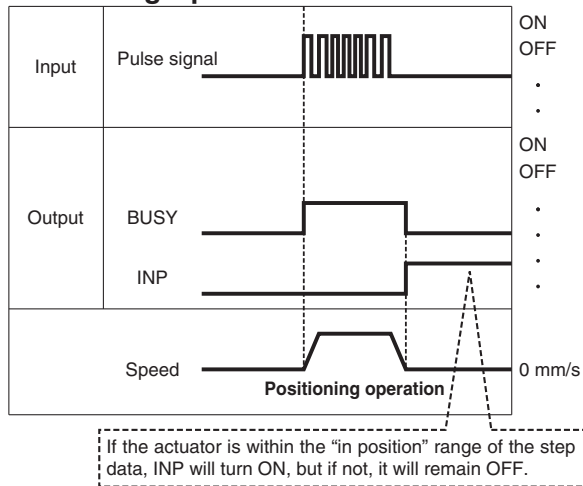 ON
OFF
Input
Pulse signal
ON
OFF
Output
BUSY
INP
Speed
0 mm/s
Positioning operation
If the actuator is within the “in position” range of the step
data, INP will turn ON, but if not, it will remain OFF.